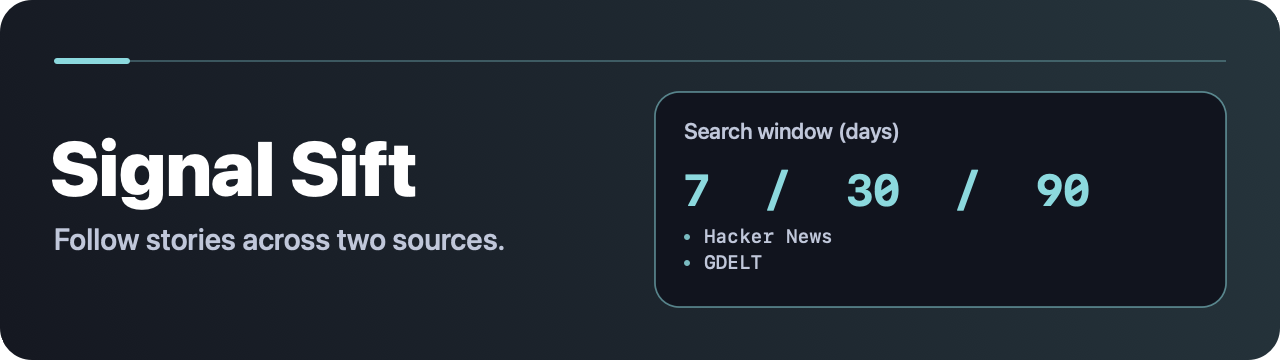 Signal Sift
Follow stories across two sources.
Search window (days)
7 / 30 / 90
• Hacker News
• GDELT